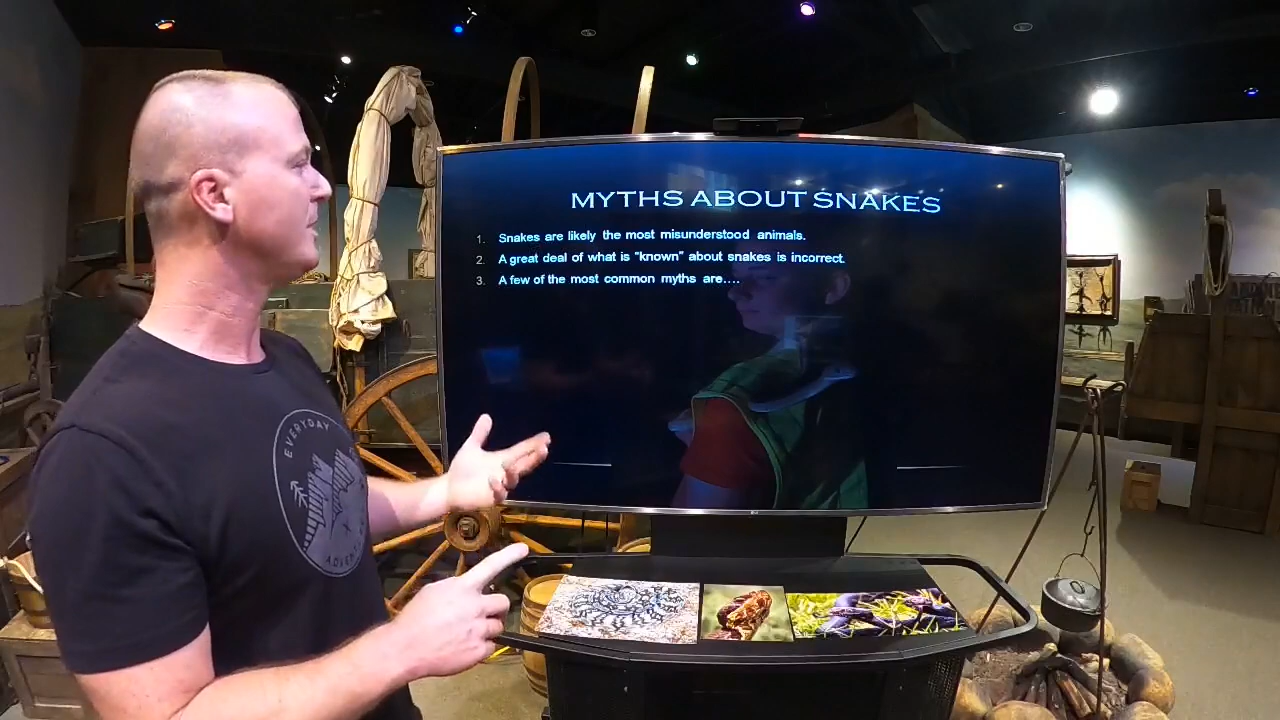 MYTHS ABOUT SNAKES
1. Snakes are likely the most misunderstood animals.
2. A great deal of what is "known" about snakes is incorrect.
3. A few of the most common myths are….
EVERYDAY